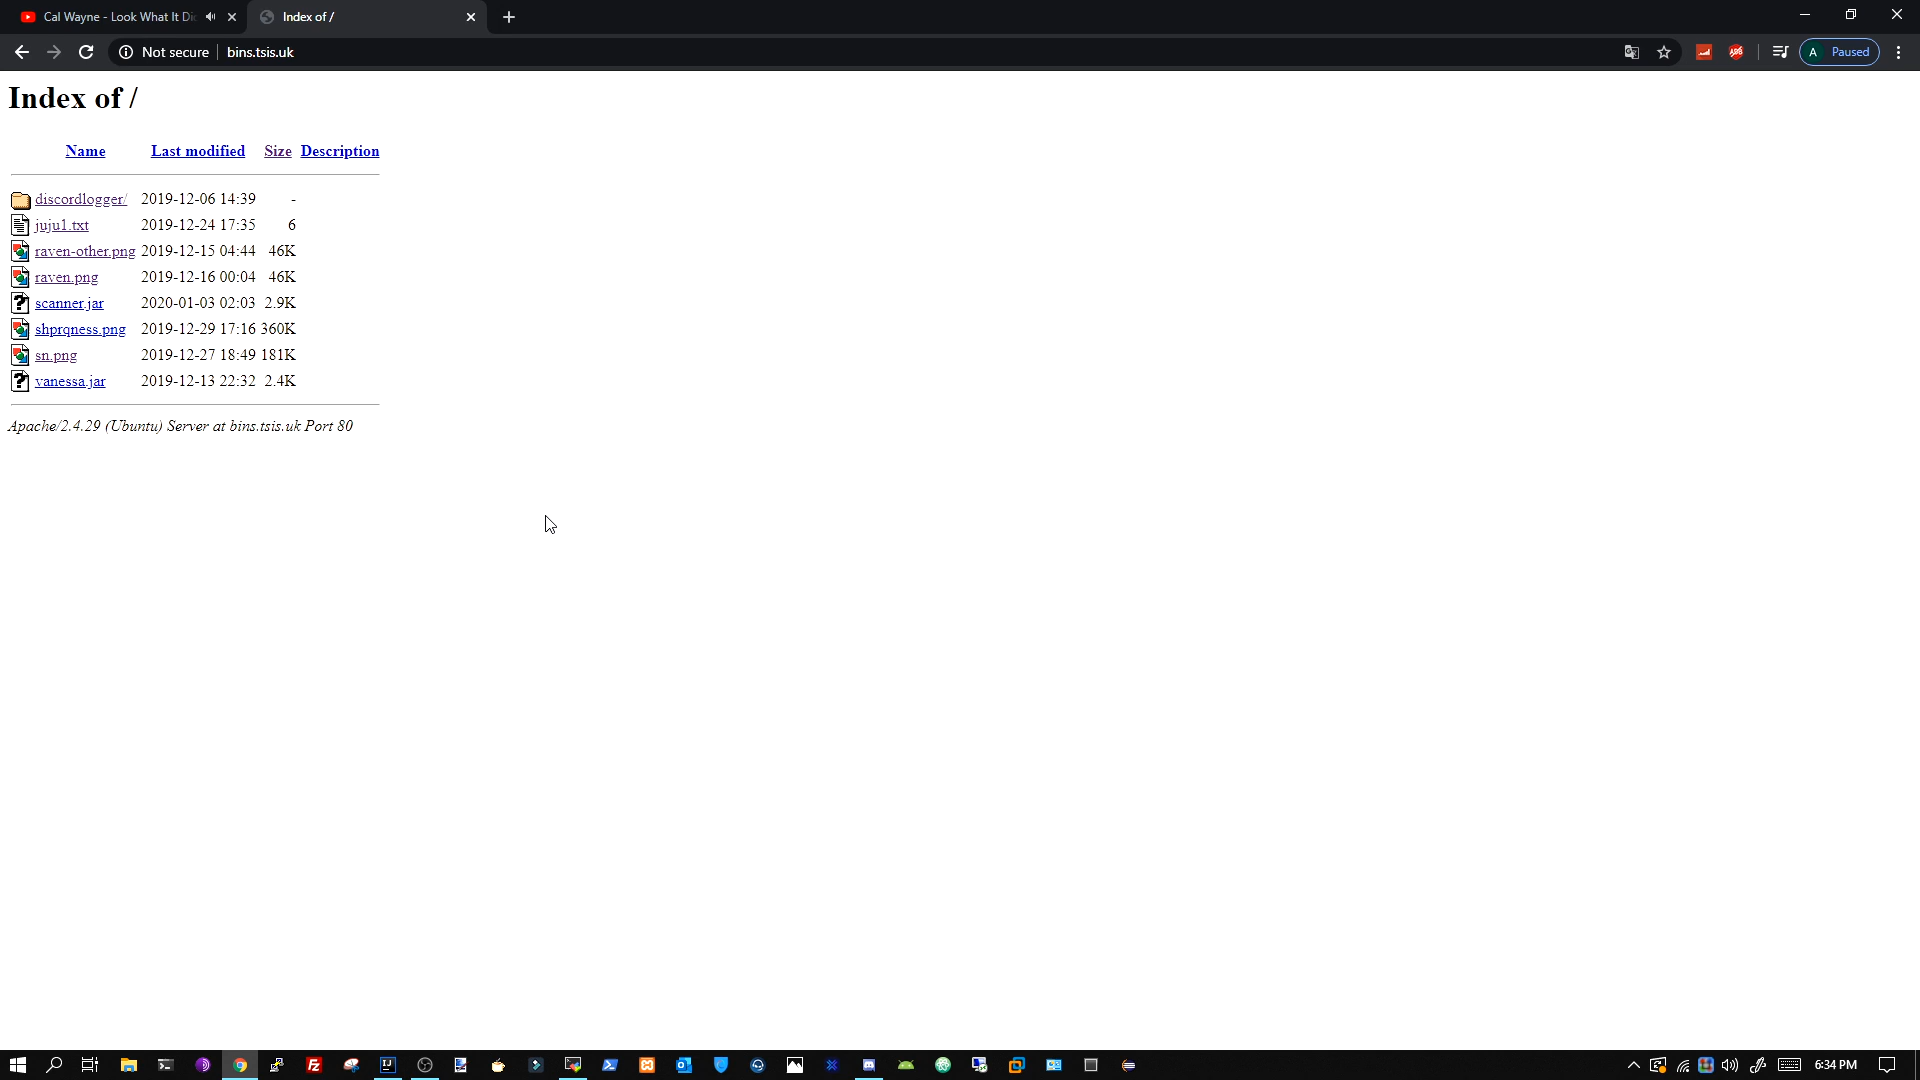 Cal Wayne - Look What It Di
Index of /
Not secure
bins.tsis.uk
A Paused
Index of /
Name Last modified Size Description
discordlogger/ 2019-12-06 14:39 -
juju1.txt 2019-12-24 17:35 6
raven-other.png 2019-12-15 04:44 46K
raven.png 2019-12-16 00:04 46K
scanner.jar 2020-01-03 02:03 2.9K
shprqness.png 2019-12-29 17:16 360K
sn.png 2019-12-27 18:49 181K
vanessa.jar 2019-12-13 22:32 2.4K
Apache/2.4.29 (Ubuntu) Server at bins.tsis.uk Port 80
6:34 PM